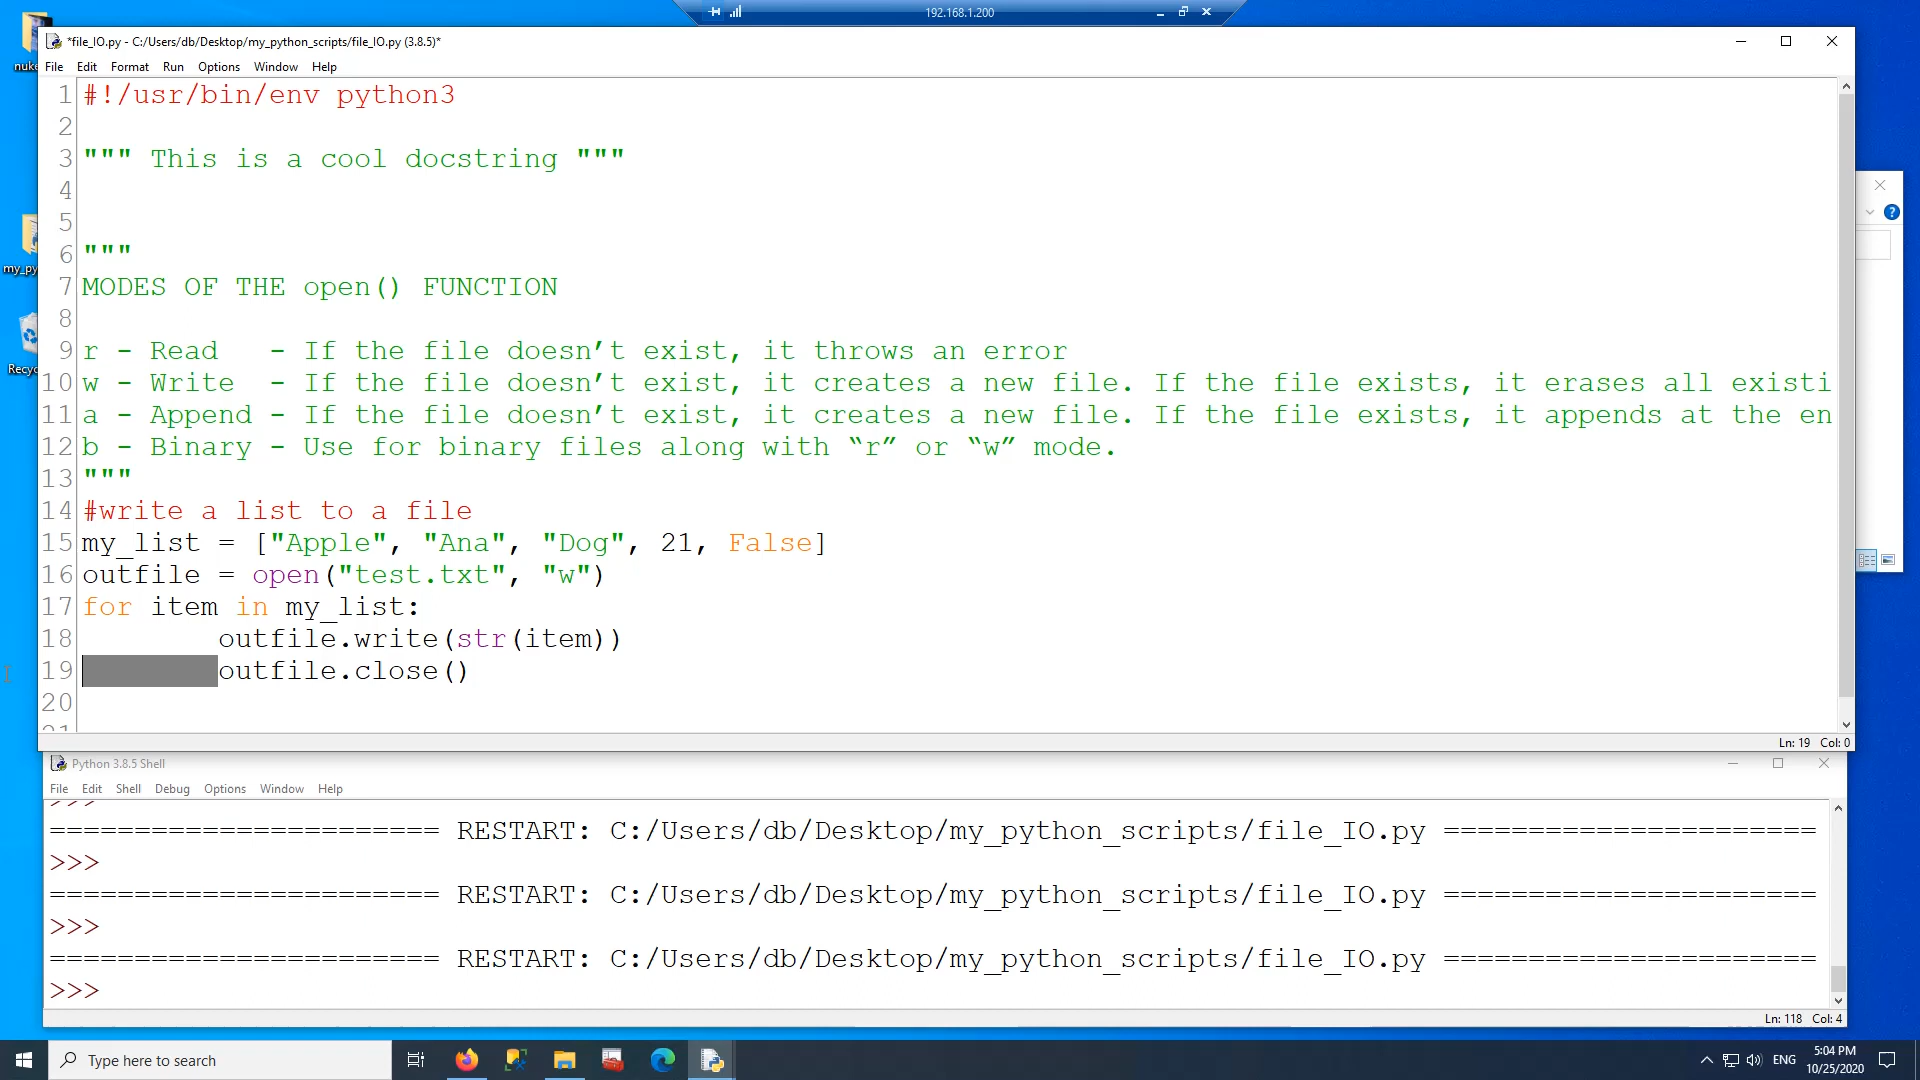 192.168.1.200
*file_IO.py - C:/Users/db/Desktop/my_python_scripts/file_IO.py (3.8.5)*
File Edit Format Run Options Window Help
1 #!/usr/bin/env python3
2
3 """ This is a cool docstring """
4
5
6 """
7 MODES OF THE open() FUNCTION
8
9 r - Read   - If the file doesn’t exist, it throws an error
10 w - Write  - If the file doesn’t exist, it creates a new file. If the file exists, it erases all existi
11 a - Append - If the file doesn’t exist, it creates a new file. If the file exists, it appends at the en
12 b - Binary - Use for binary files along with “r” or “w” mode.
13 """
14 #write a list to a file
15 my_list = ["Apple", "Ana", "Dog", 21, False]
16 outfile = open("test.txt", "w")
17 for item in my_list:
18         outfile.write(str(item))
19         outfile.close()
20
21
Ln: 19 Col: 0
nuke
my_py
Recyc
Python 3.8.5 Shell
File Edit Shell Debug Options Window Help
>>>
======================= RESTART: C:/Users/db/Desktop/my_python_scripts/file_IO.py ======================
>>>
======================= RESTART: C:/Users/db/Desktop/my_python_scripts/file_IO.py ======================
>>>
======================= RESTART: C:/Users/db/Desktop/my_python_scripts/file_IO.py ======================
>>>
Ln: 118 Col: 4
Type here to search
ENG
5:04 PM
10/25/2020